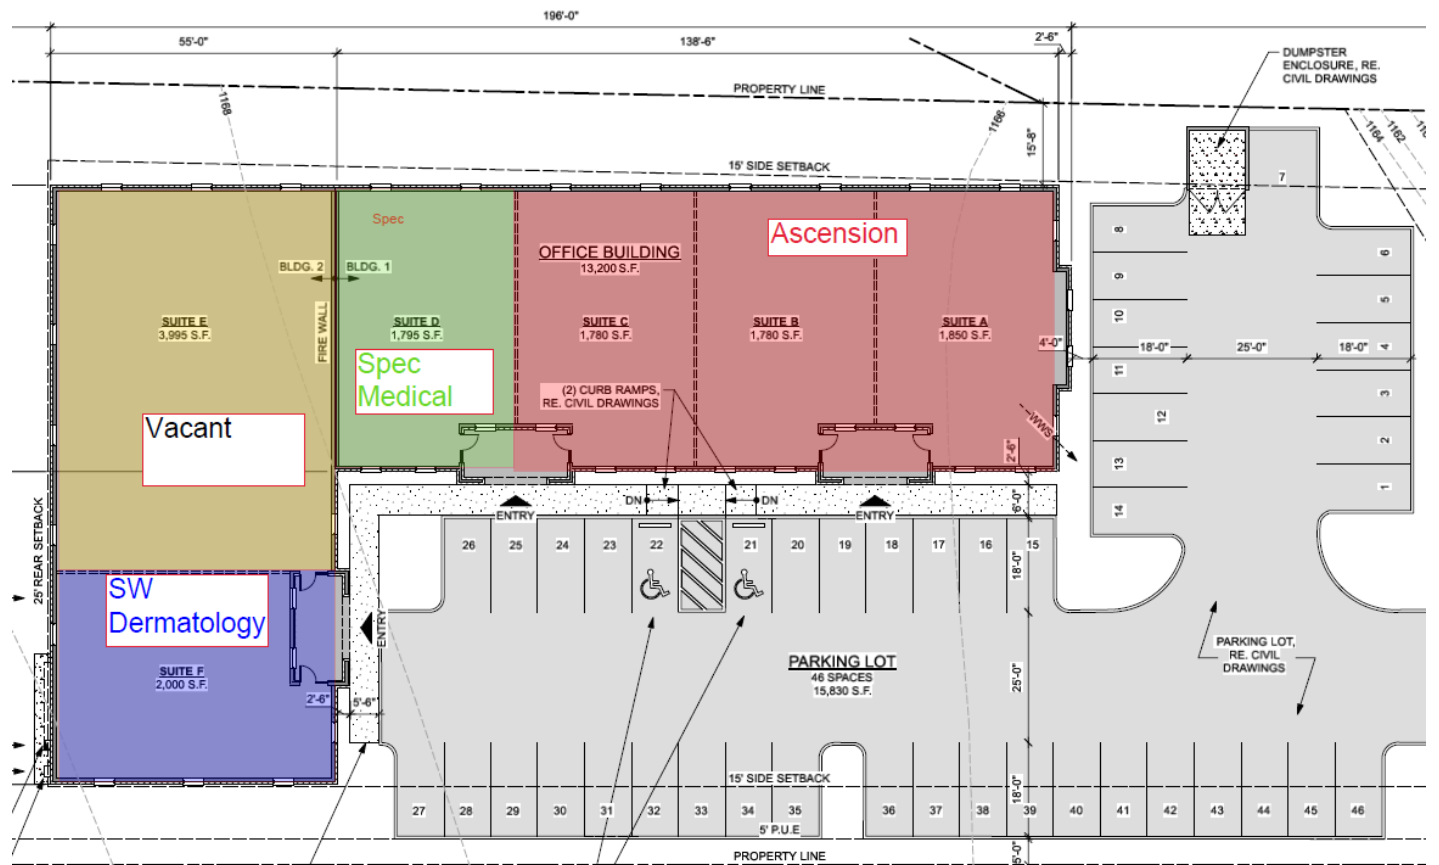 196'-0"
55'-0"
138'-6"
2'-6"
DUMPSTER
ENCLOSURE, RE.
CIVIL DRAWINGS
PROPERTY LINE
1168
1166
15'-8"
1164
1162
15' SIDE SETBACK
7
Spec
Ascension
OFFICE BUILDING
13,200 S.F.
BLDG. 2
BLDG. 1
FIRE WALL
8
9
10
11
12
13
14
6
5
4
3
2
1
SUITE E
3,995 S.F.
SUITE D
1,795 S.F.
SUITE C
1,780 S.F.
SUITE B
1,780 S.F.
SUITE A
1,850 S.F.
4'-0"
18'-0"
25'-0"
18'-0"
Spec
Medical
(2) CURB RAMPS,
RE. CIVIL DRAWINGS
Vacant
WWS
2'-6"
6'-0"
DN
DN
ENTRY
ENTRY
25' REAR SETBACK
26
25
24
23
22
21
20
19
18
17
16
15
18'-0"
SW
Dermatology
ENTRY
SUITE F
2,000 S.F.
2'-6"
5'-6"
PARKING LOT
46 SPACES
15,830 S.F.
25'-0"
PARKING LOT,
RE. CIVIL
DRAWINGS
15' SIDE SETBACK
18'-0"
27
28
29
30
31
32
33
34
35
36
37
38
39
40
41
42
43
44
45
46
5' P.U.E
PROPERTY LINE
5'-0"